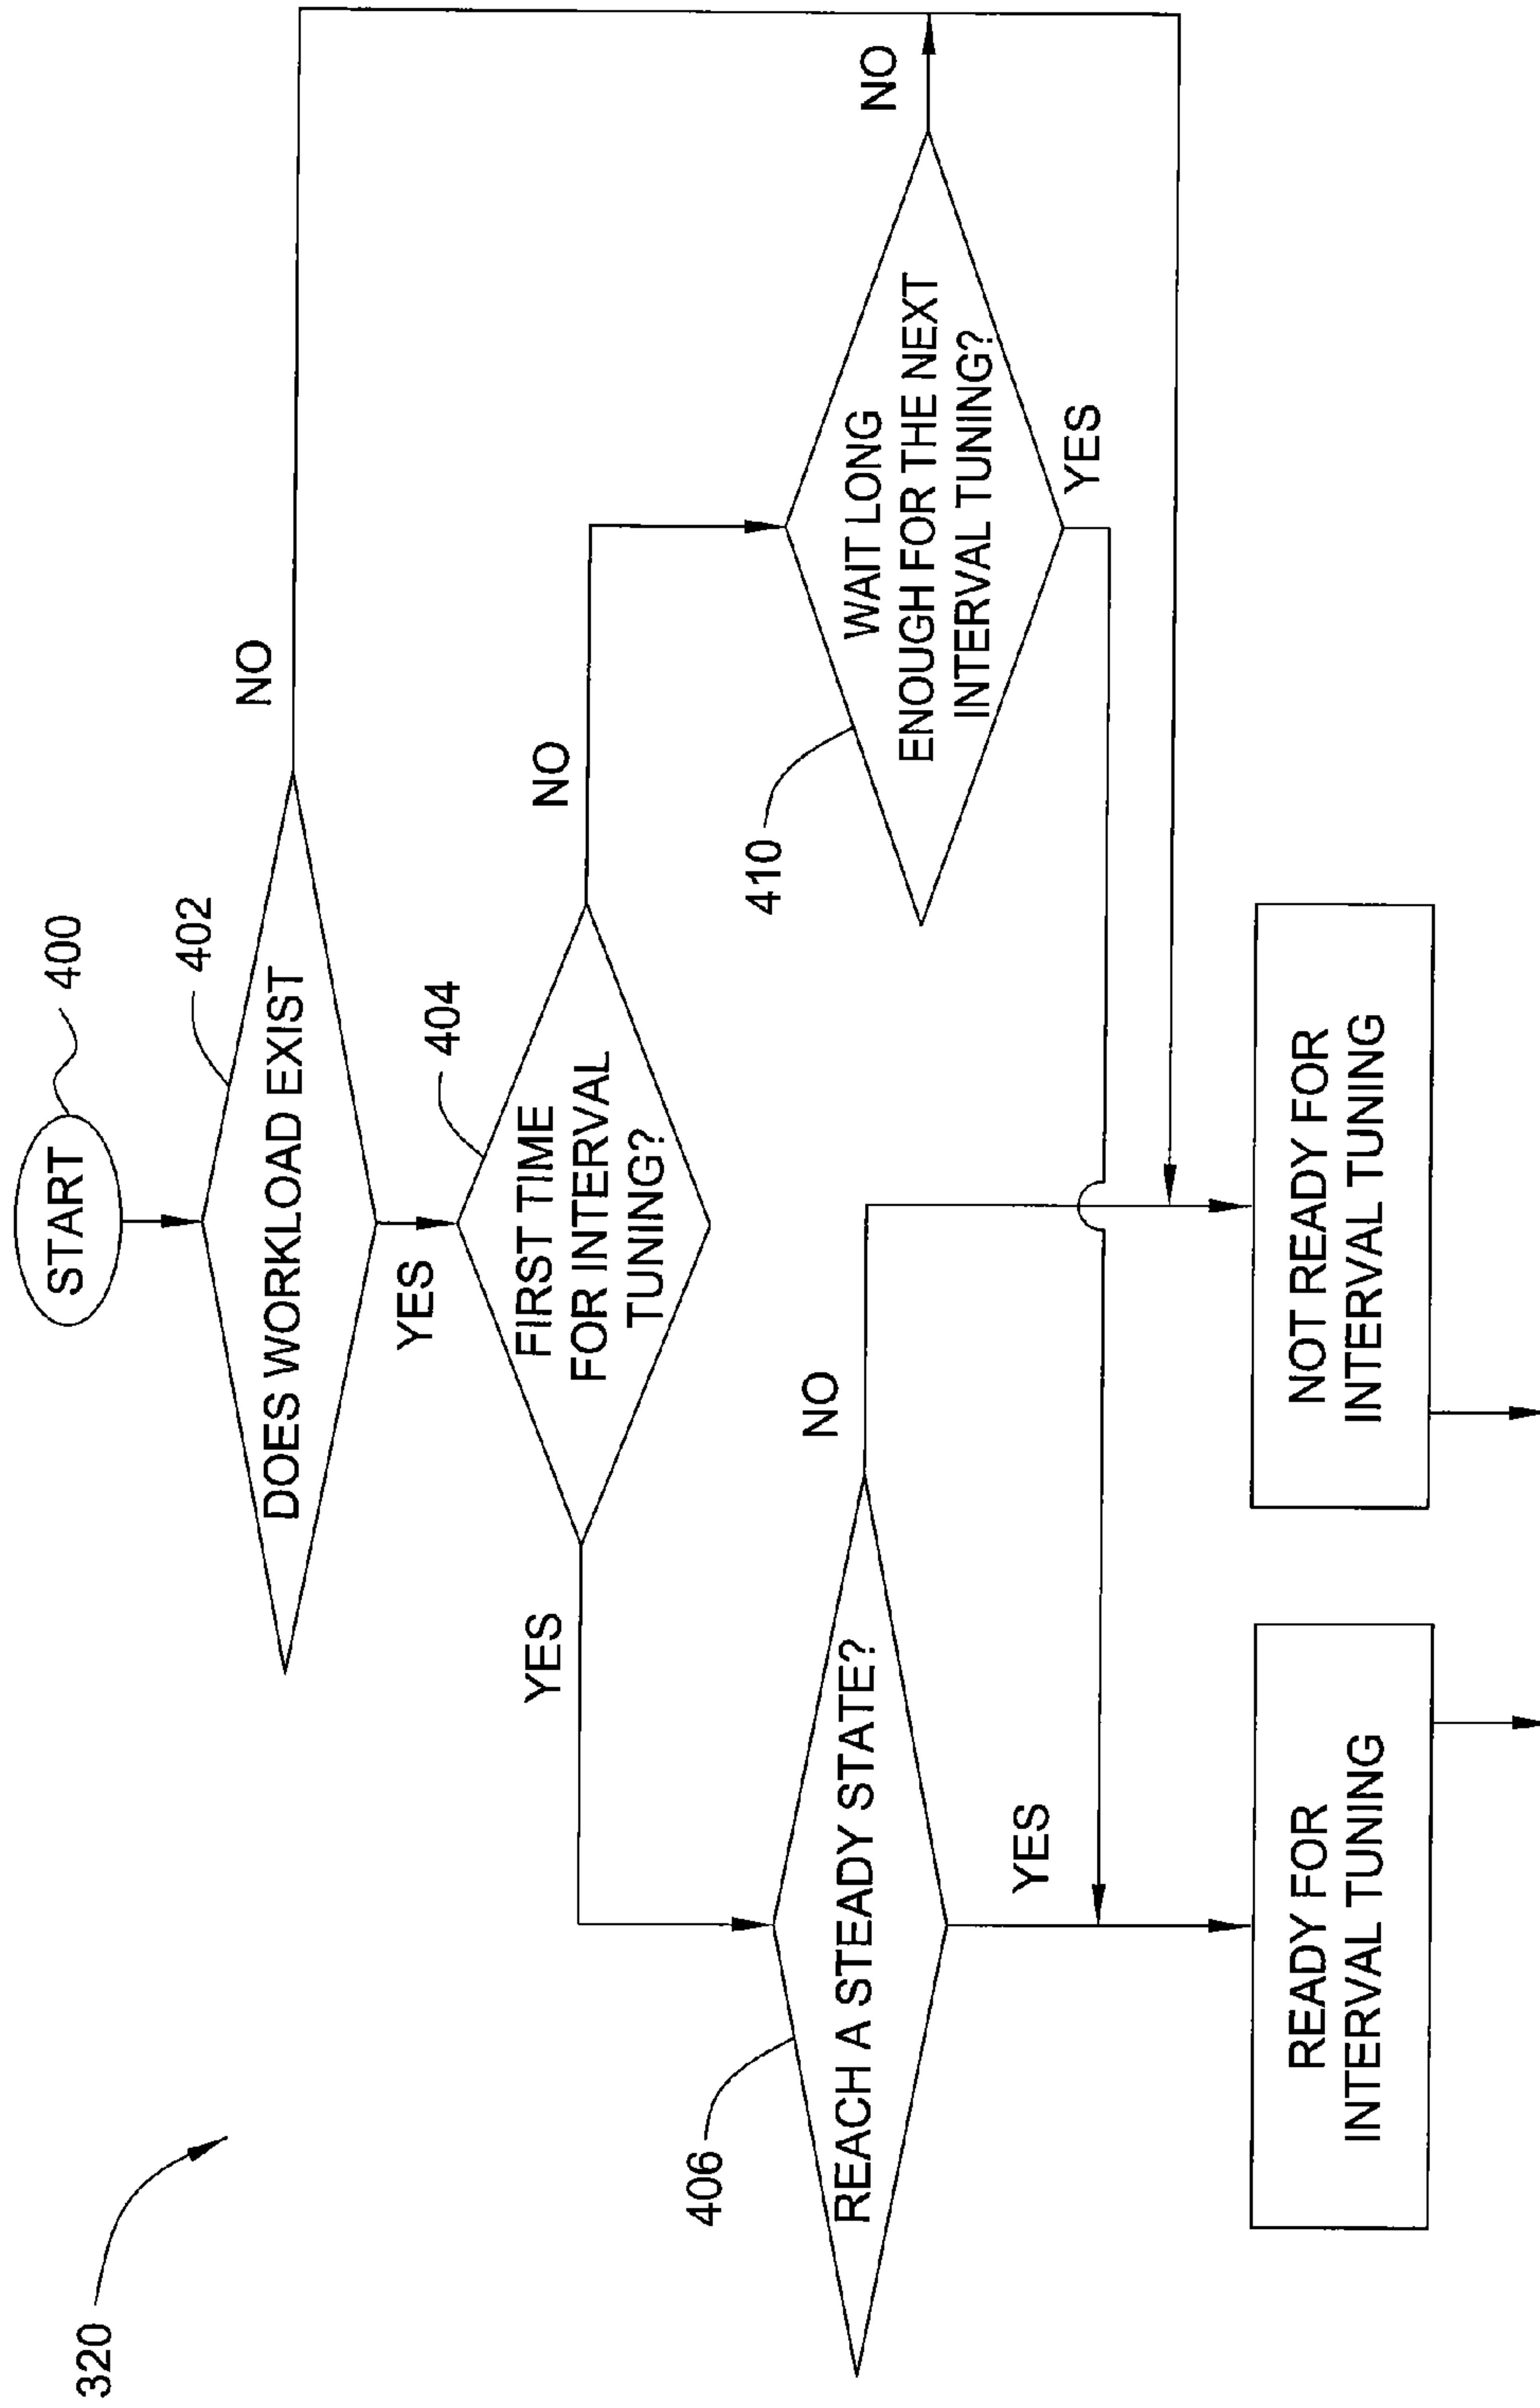 320
START
400
DOES WORKLOAD EXIST
402
NO
YES
FIRST TIME
FOR INTERVAL
TUNING?
404
YES
NO
406
REACH A STEADY STATE?
NO
YES
410
WAIT LONG
ENOUGH FOR THE NEXT
INTERVAL TUNING?
NO
YES
READY FOR
INTERVAL TUNING
NOT READY FOR
INTERVAL TUNING